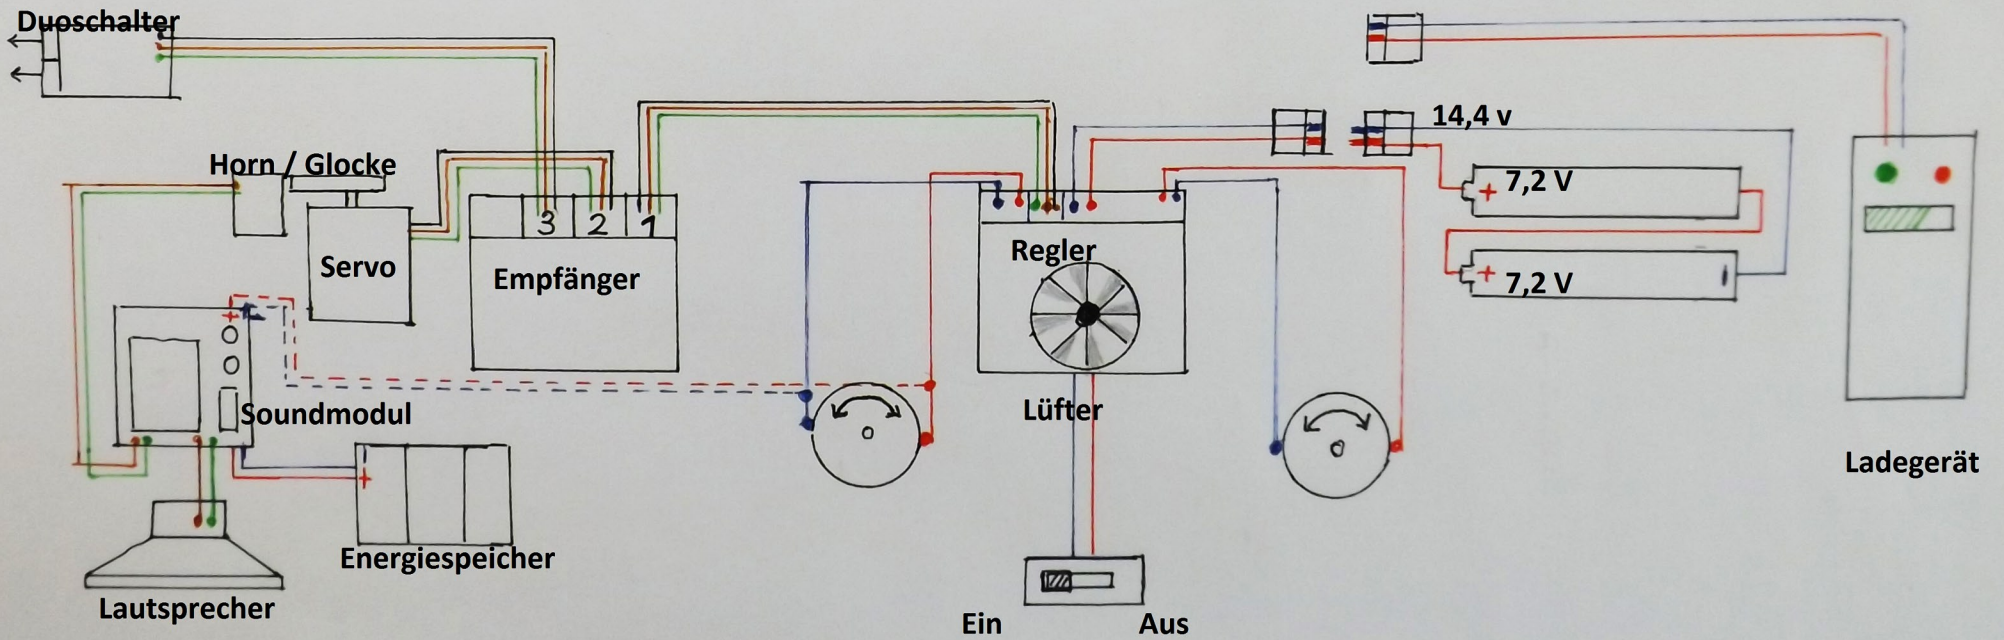 Duoschalter
14,4 v
Horn / Glocke
7,2 V
+
3 2 1
Servo
Empfänger
Regler
7,2 V
+
+
Soundmodul
Lüfter
Ladegerät
+
Energiespeicher
Lautsprecher
Ein
Aus